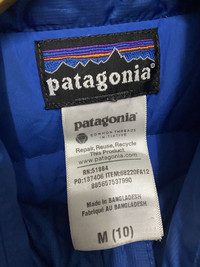 patagonia®
patagonia®
COMMON THREADS
INITIATIVE
Repair, Reuse, Recycle
This Product
www.patagonia.com
RN:51884
PO:137406 ITEM:68220FA12
885657537990
Made in BANGLADESH
Fabriqué AU BANGLADESH
M (10)